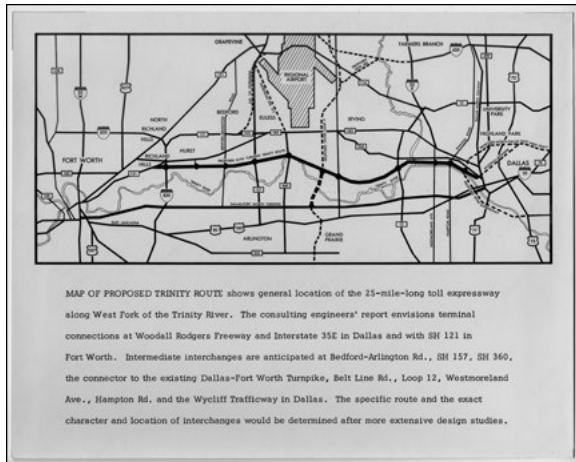 GRAPEVINE
FARMERS BRANCH
REGIONAL
AIRPORT
BEDFORD
EULESS
IRVING
UNIVERSITY
PARK
HIGHLAND PARK
DALLAS
NORTH
RICHLAND
HILLS
HURST
RICHLAND
HILLS
FORT WORTH
ARLINGTON
GRAND
PRAIRIE
MAP OF PROPOSED TRINITY ROUTE shows general location of the 25-mile-long toll expressway
along West Fork of the Trinity River. The consulting engineers' report envisions terminal
connections at Woodall Rodgers Freeway and Interstate 35E in Dallas and with SH 121 in
Fort Worth. Intermediate interchanges are anticipated at Bedford-Arlington Rd., SH 157, SH 360,
the connector to the existing Dallas-Fort Worth Turnpike, Belt Line Rd., Loop 12, Westmoreland
Ave., Hampton Rd. and the Wycliff Trafficway in Dallas. The specific route and the exact
character and location of interchanges would be determined after more extensive design studies.